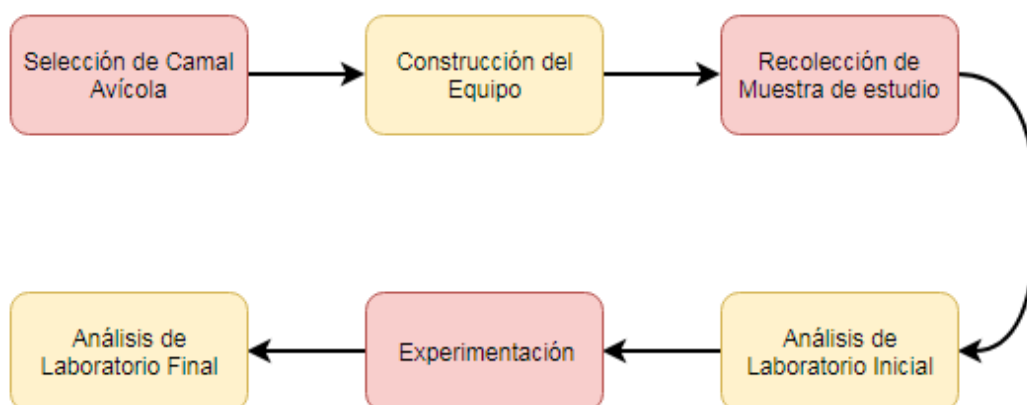 Selección de Camal
Avícola
Construcción del
Equipo
Recolección de
Muestra de estudio
Análisis de
Laboratorio Inicial
Experimentación
Análisis de
Laboratorio Final